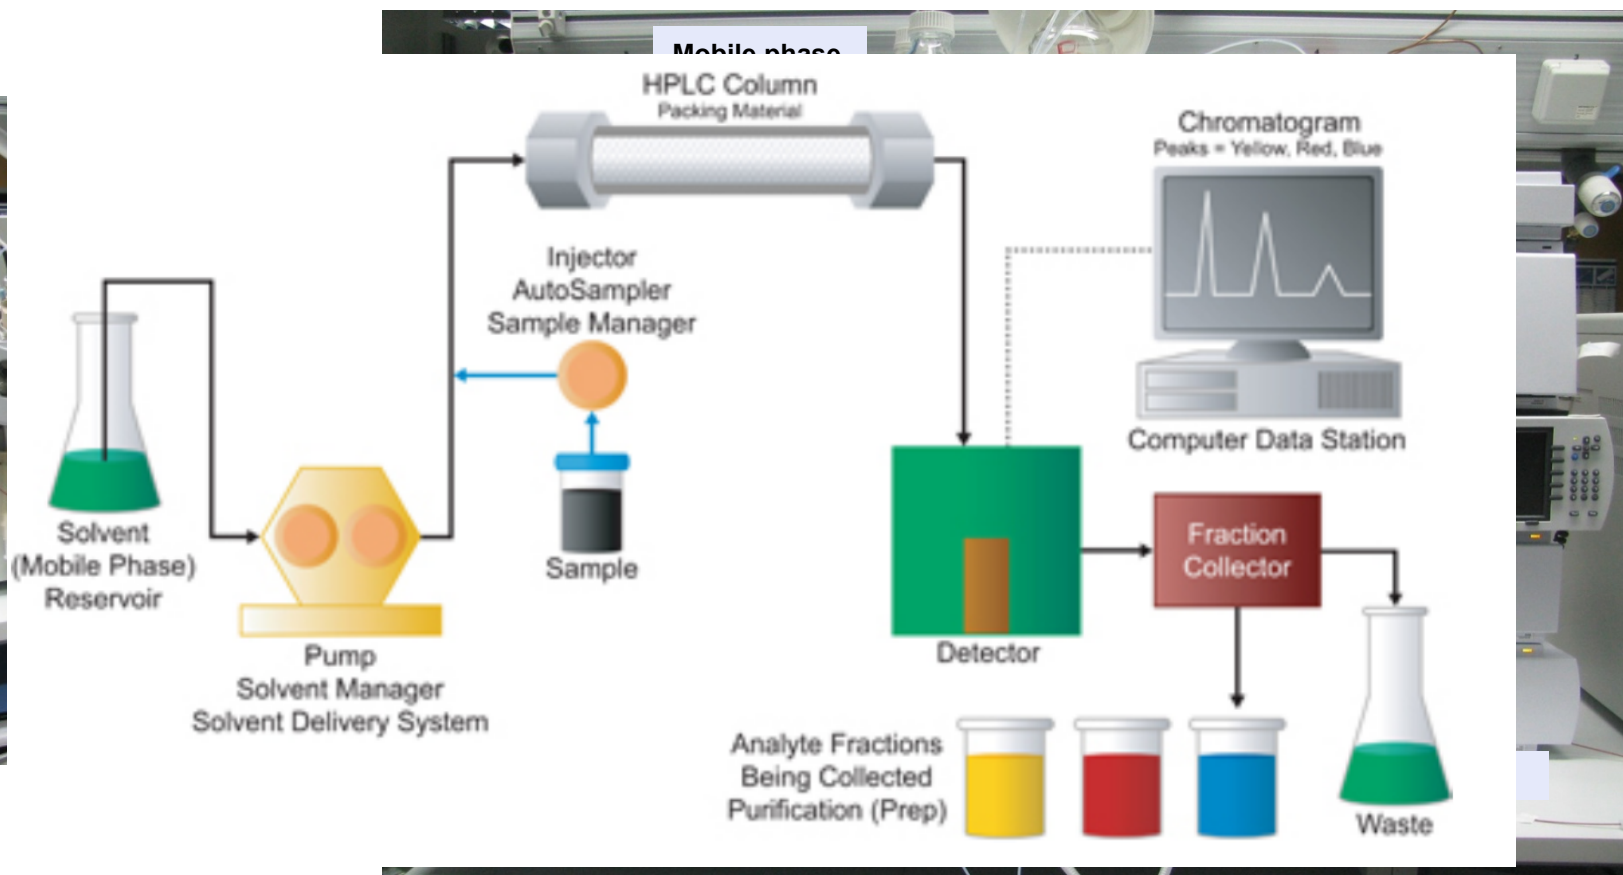 Mobile phase
HPLC Column
Packing Material
Chromatogram
Peaks = Yellow, Red, Blue
Injector
AutoSampler
Sample Manager
Solvent
(Mobile Phase)
Reservoir
Sample
Computer Data Station
Fraction
Collector
Detector
Pump
Solvent Manager
Solvent Delivery System
Analyte Fractions
Being Collected
Purification (Prep)
Waste